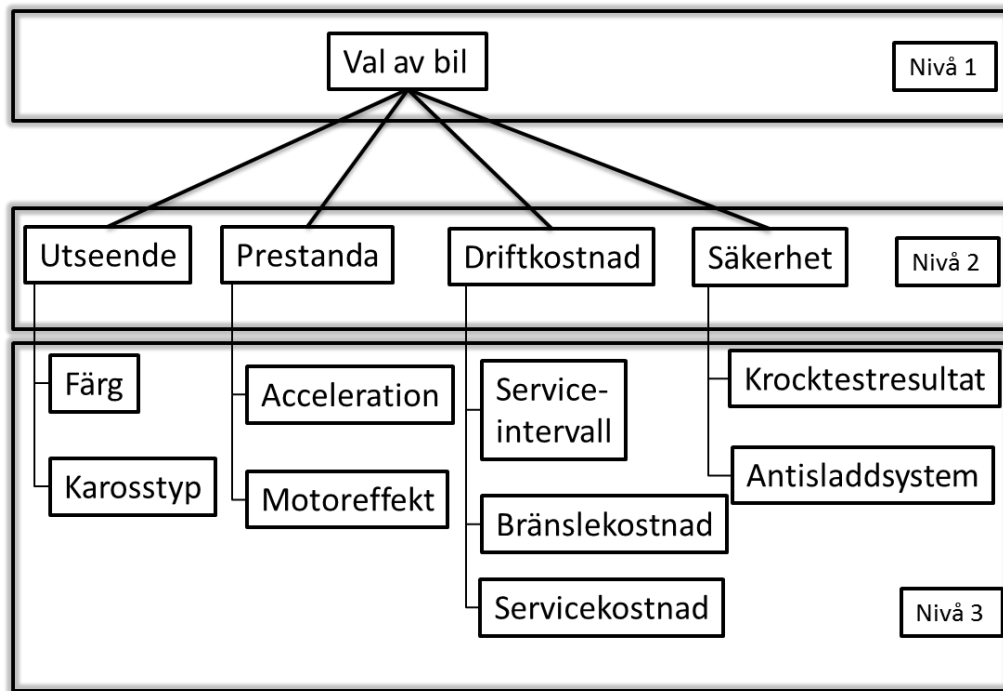 Val av bil
Nivå 1
Utseende
Prestanda
Driftkostnad
Säkerhet
Nivå 2
Färg
Karosstyp
Acceleration
Motoreffekt
Service-
intervall
Bränslekostnad
Servicekostnad
Krocktestresultat
Antisladdsystem
Nivå 3